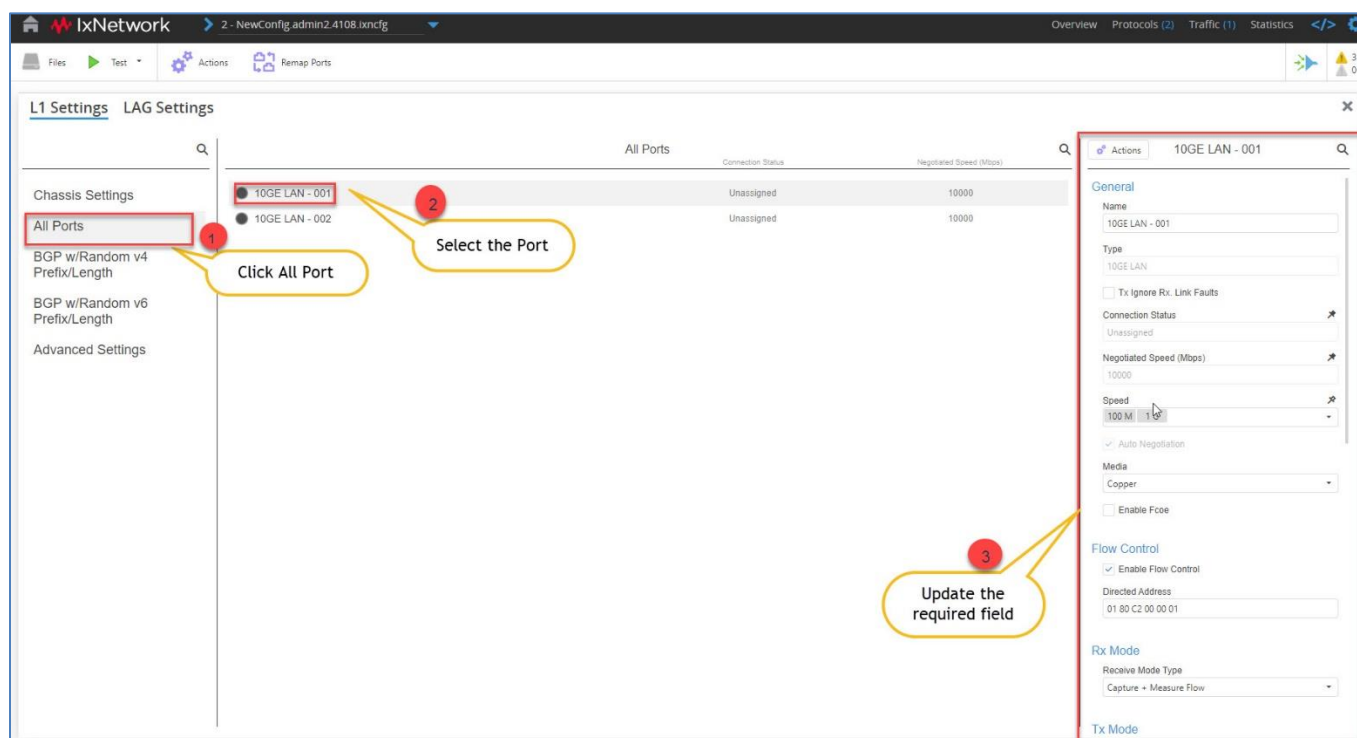 IxNetwork
2 - NewConfig.admin2.4108.ixncfg
Overview Protocols (2) Traffic (1) Statistics </>
Files Test Actions Remap Ports
3
0
L1 Settings LAG Settings
All Ports
Connection Status Negotiated Speed (Mbps)
Chassis Settings
All Ports
BGP w/Random v4
Prefix/Length
BGP w/Random v6
Prefix/Length
Advanced Settings
10GE LAN - 001 Unassigned 10000
10GE LAN - 002 Unassigned 10000
1
Click All Port
2
Select the Port
3
Update the
required field
Actions 10GE LAN - 001
General
Name
10GE LAN - 001
Type
10GE LAN
Tx Ignore Rx. Link Faults
Connection Status
Unassigned
Negotiated Speed (Mbps)
10000
Speed
100 M 1
Auto Negotiation
Media
Copper
Enable Fcoe
Flow Control
Enable Flow Control
Directed Address
01 80 C2 00 00 01
Rx Mode
Receive Mode Type
Capture + Measure Flow
Tx Mode